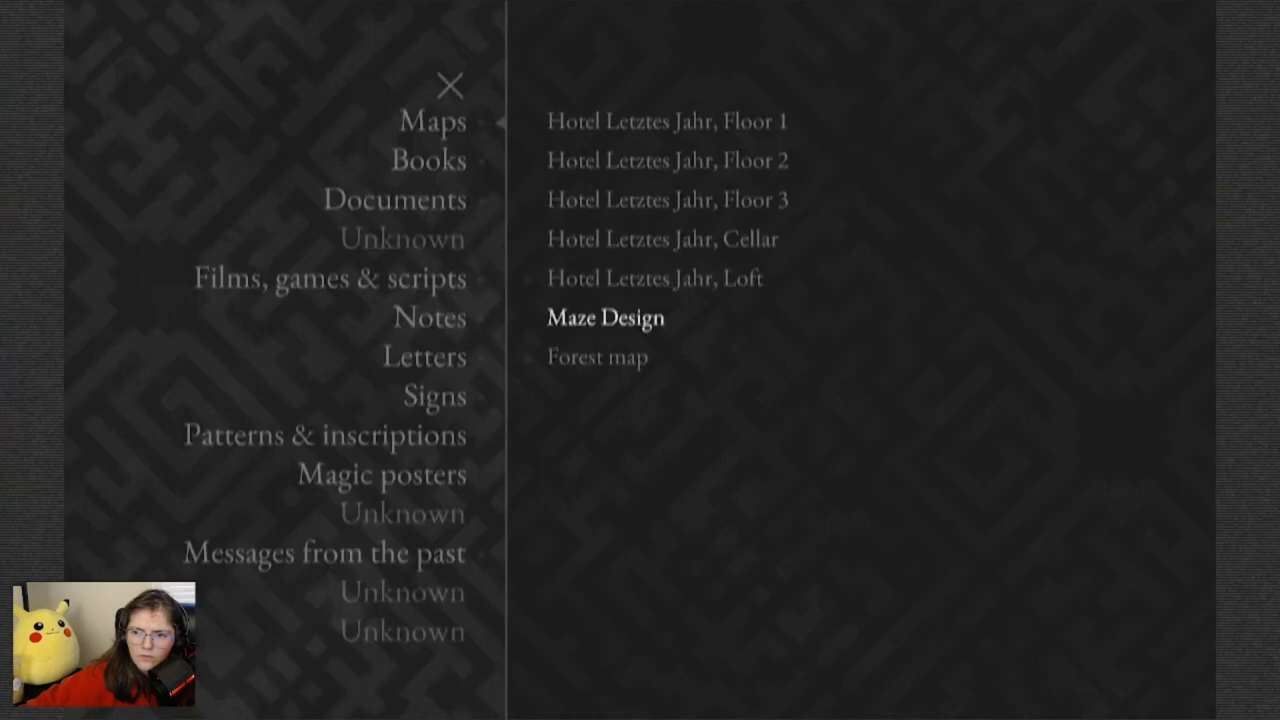 Maps
Books
Documents
Unknown
Films, games & scripts
Notes
Letters
Signs
Patterns & inscriptions
Magic posters
Unknown
Messages from the past
Unknown
Unknown
Hotel Letztes Jahr, Floor 1
Hotel Letztes Jahr, Floor 2
Hotel Letztes Jahr, Floor 3
Hotel Letztes Jahr, Cellar
Hotel Letztes Jahr, Loft
Maze Design
Forest map